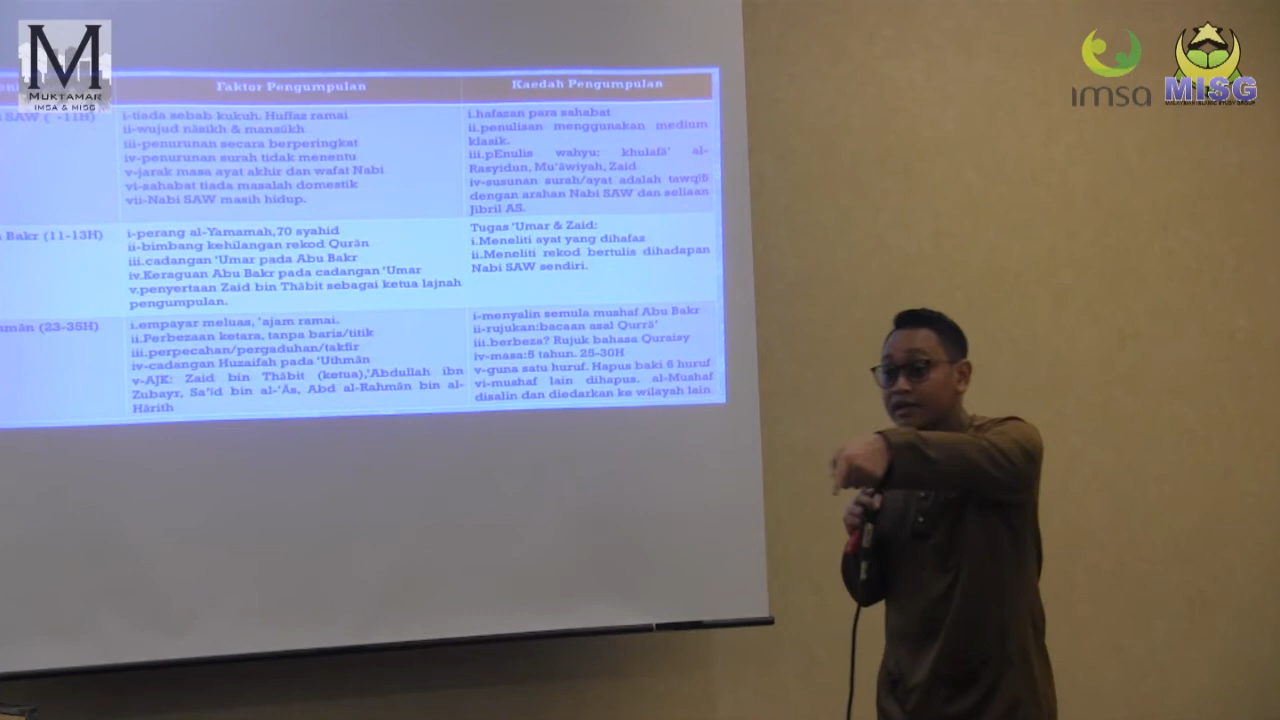 M
MUKTAMAR
IMSA & MISG
imsa
MISG
MALAYSIAN ISLAMIC STUDY GROUP
Faktor Pengumpulan
Kaedah Pengumpulan
SAW ( -11H)
i-tiada sebab kukuh. Huffaz ramai
ii-wujud nāsikh & mansūkh
iii-penurunan secara berperingkat
iv-penurunan surah tidak menentu
v-jarak masa ayat akhir dan wafat Nabi
vi-sahabat tiada masalah domestik
vii-Nabi SAW masih hidup.
i.hafazan para sahabat
ii.penulisan menggunakan medium
klasik.
iii.pEnulis wahyu: khulafā' al-
Rasyidun, Mu'āwiyah, Zaid
iv-susunan surah/ayat adalah tawqīfi
dengan arahan Nabi SAW dan seliaan
Jibril AS.
Bakr (11-13H)
i-perang al-Yamamah,70 syahid
ii-bimbang kehilangan rekod Qurān
iii.cadangan 'Umar pada Abu Bakr
iv.Keraguan Abu Bakr pada cadangan 'Umar
v.penyertaan Zaid bin Thābit sebagai ketua lajnah
pengumpulan.
Tugas 'Umar & Zaid:
i.Meneliti ayat yang dihafaz
ii.Meneliti rekod bertulis dihadapan
Nabi SAW sendiri.
(23-35H)
i.empayar meluas, 'ajam ramai.
ii.Perbezaan ketara, tanpa baris/titik
iii.perpecahan/pergaduhan/takfir
iv-cadangan Huzaifah pada 'Uthmān
v-AJK: Zaid bin Thābit (ketua),'Abdullah ibn
Zubayr, Sa'id bin al-'Ās, Abd al-Rahmān bin al-
Hārith
i-menyalin semula mushaf Abu Bakr
ii-rujukan:bacaan asal Qurrā'
iii.berbeza? Rujuk bahasa Quraisy
iv-masa:5 tahun. 25-30H
v-guna satu huruf. Hapus baki 6 huruf
vi-mushaf lain dihapus. al-Mushaf
disalin dan diedarkan ke wilayah lain